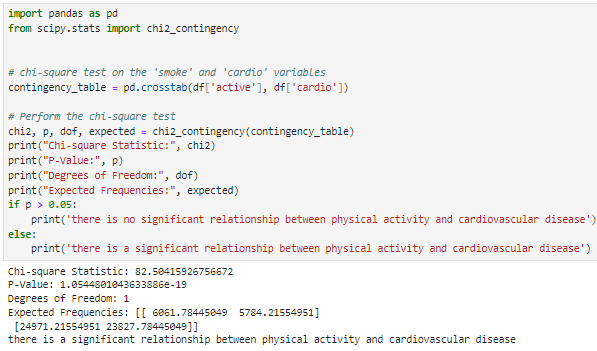 import pandas as pd
from scipy.stats import chi2_contingency
# chi-square test on the 'smoke' and 'cardio' variables
contingency_table = pd.crosstab(df['active'], df['cardio'])
# Perform the chi-square test
chi2, p, dof, expected = chi2_contingency(contingency_table)
print("Chi-square Statistic:", chi2)
print("P-Value:", p)
print("Degrees of Freedom:", dof)
print("Expected Frequencies:", expected)
if p > 0.05:
    print('there is no significant relationship between physical activity and cardiovascular disease')
else:
    print('there is a significant relationship between physical activity and cardiovascular disease')
Chi-square Statistic: 82.50415926756672
P-Value: 1.0544801043633886e-19
Degrees of Freedom: 1
Expected Frequencies: [[ 6061.78445049  5784.21554951]
 [24971.21554951 23827.78445049]]
there is a significant relationship between physical activity and cardiovascular disease